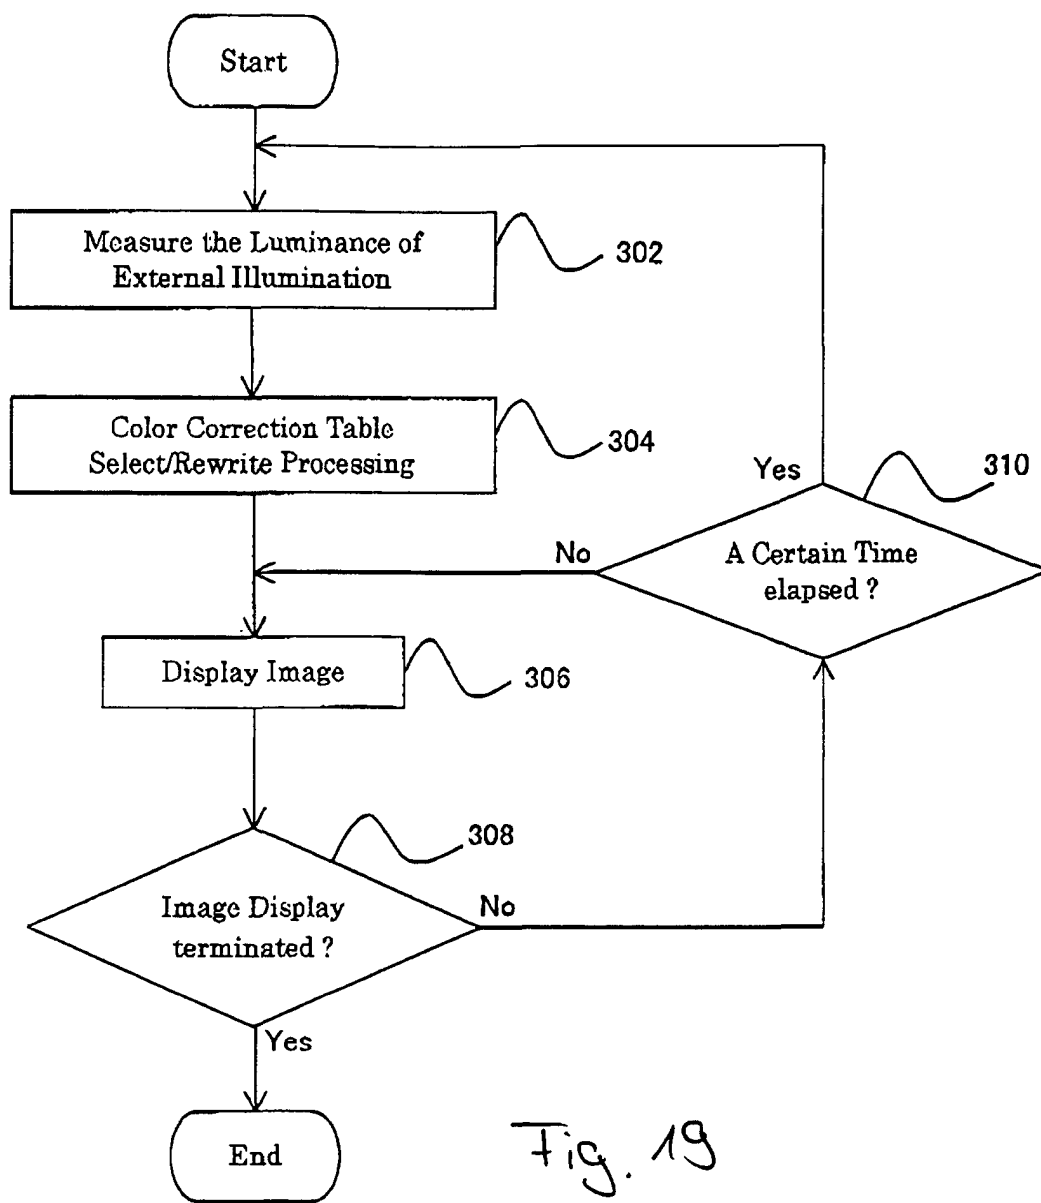 Start
Measure the Luminance of
External Illumination
302
Color Correction Table
Select/Rewrite Processing
304
Yes
310
No
A Certain Time
elapsed ?
Display Image
306
308
Image Display
terminated ?
No
Yes
End
Fig. 19